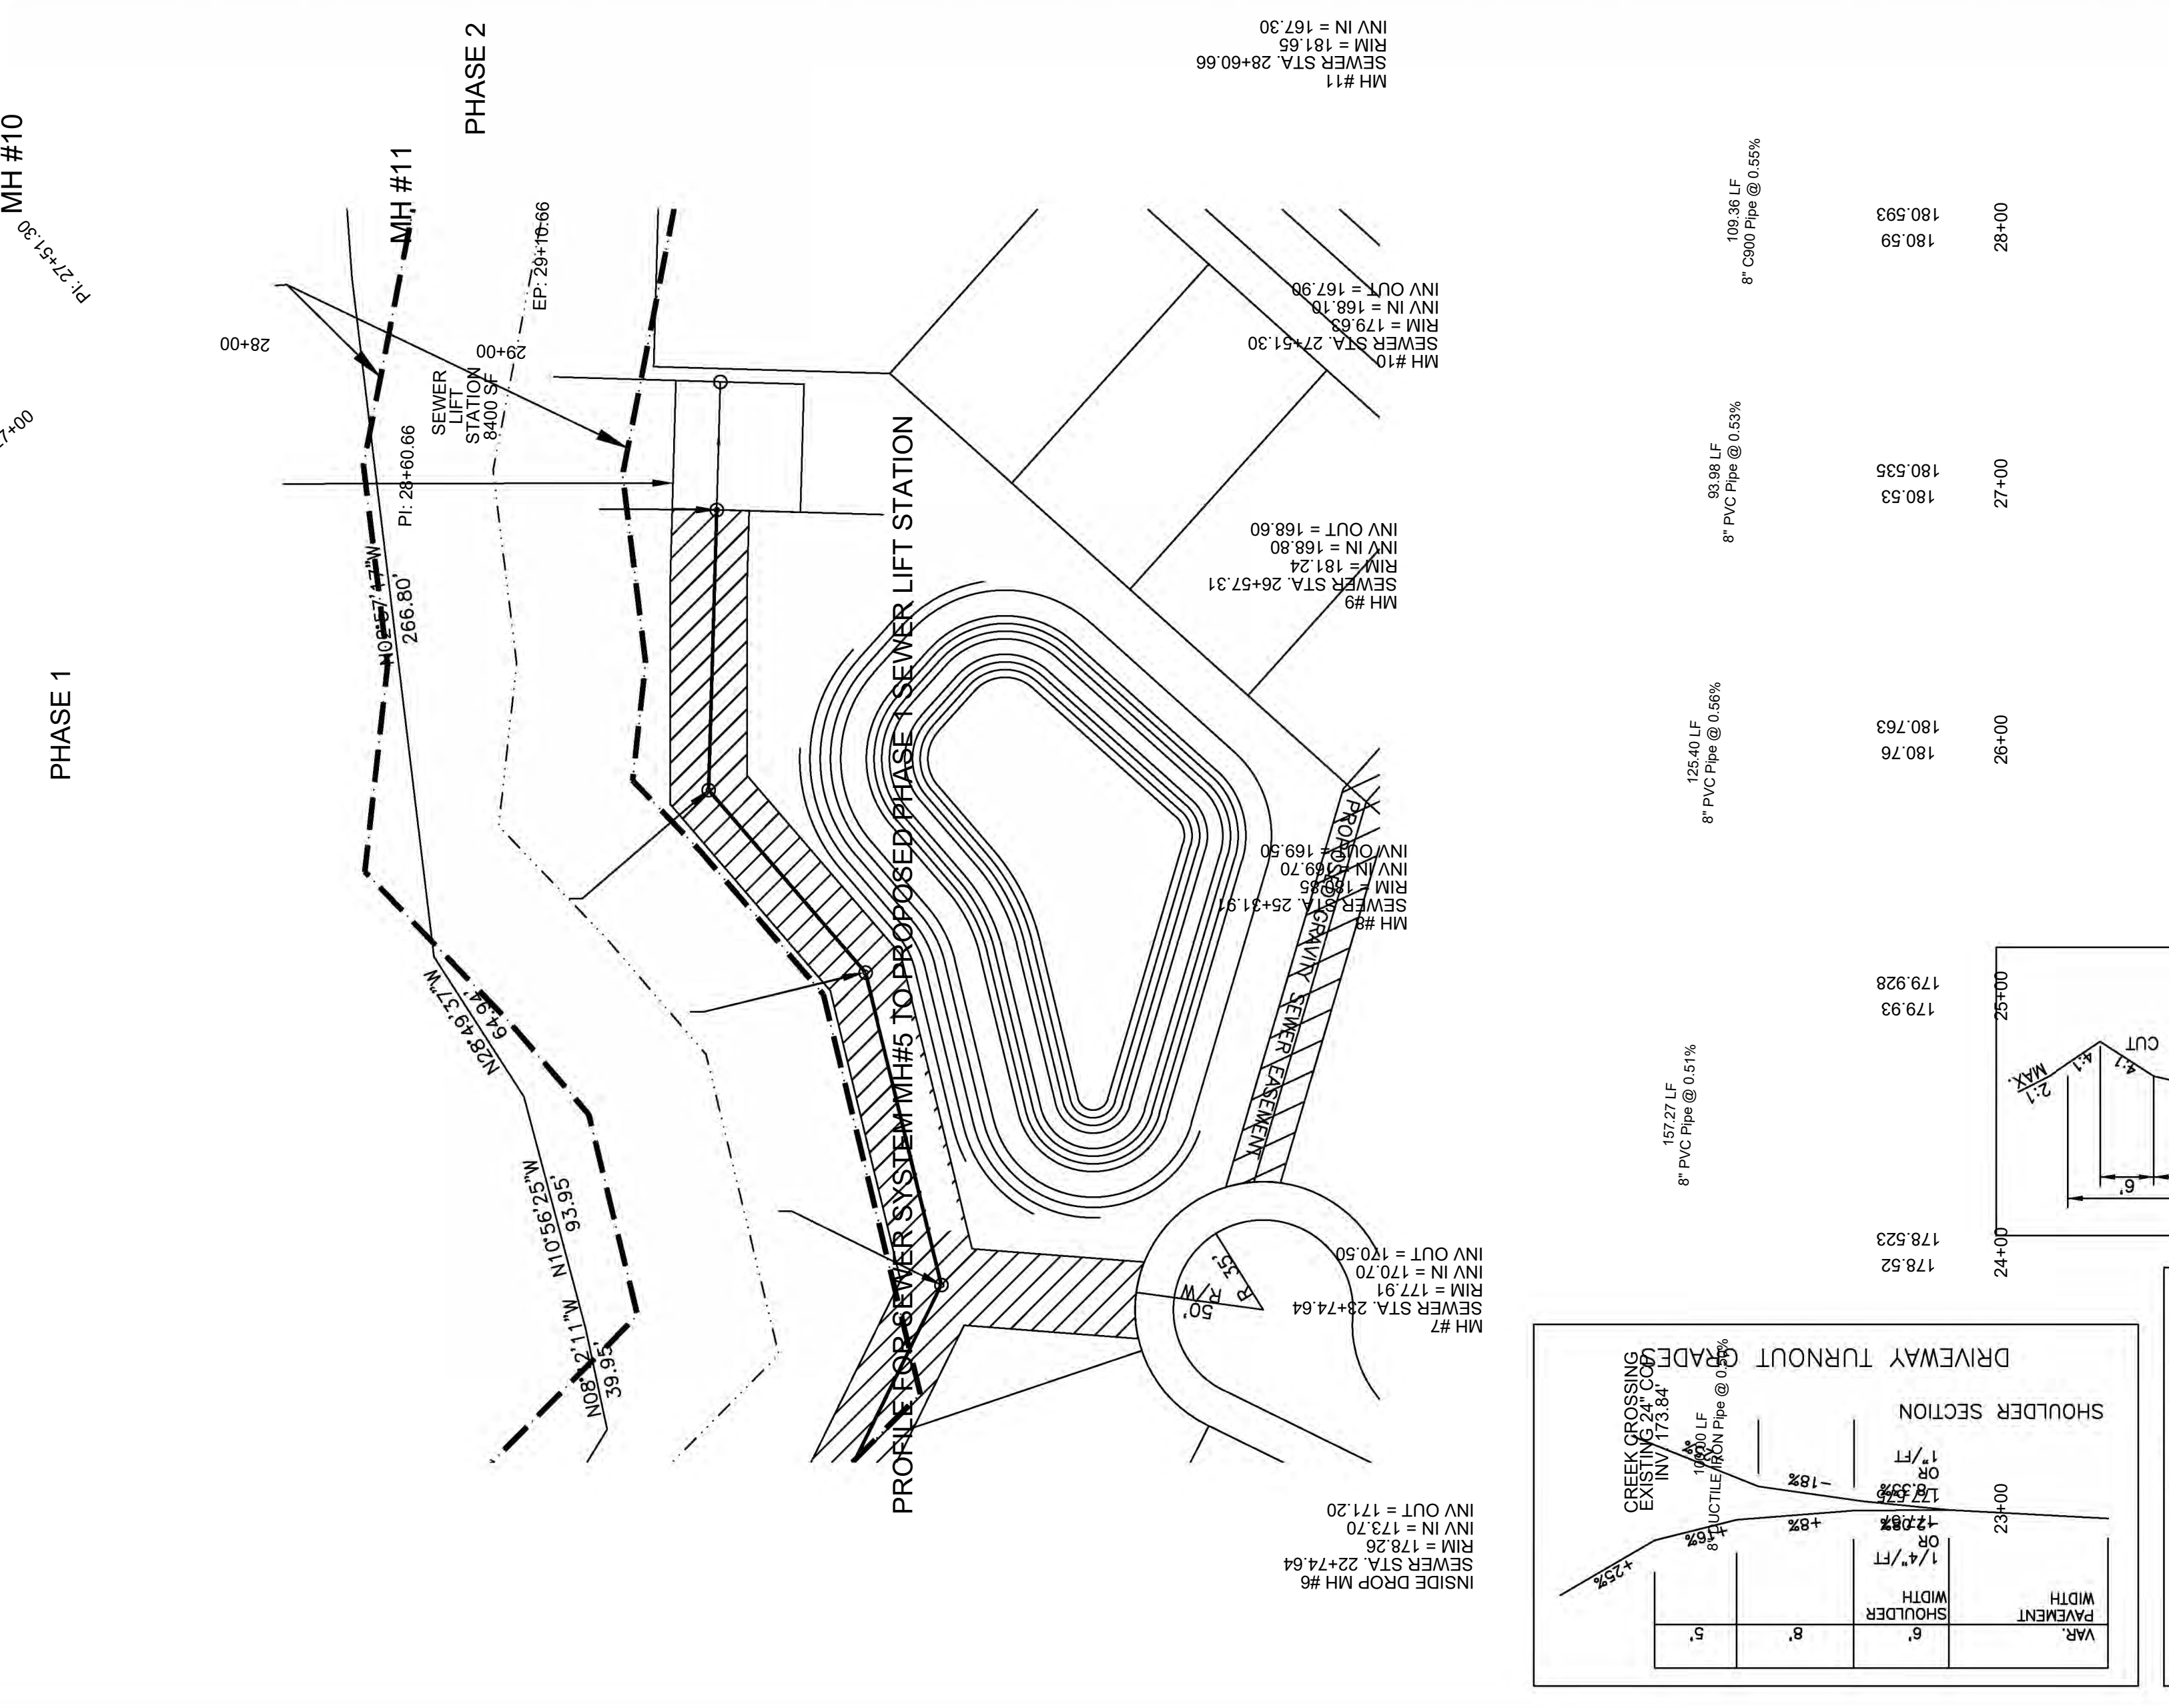 MH #10
PI: 27+51.30
PHASE 2
MH #11
EP: 29+10.66
28+00
29+00
SEWER
LIFT
STATION
8400 SF
PI: 28+60.66
266.80'
PHASE 1
N28°49'37"W
64.94'
N10°56'25"W
93.95'
39.95'
PROFILE FOR SEWER SYSTEM MH#5 TO PROPOSED PHASE 1 SEWER LIFT STATION
PROPOSED GRAVITY SEWER EASEMENT
50'
R/W
R 35'
MH #11
SEWER STA. 28+60.66
RIM = 181.65
INV IN = 167.30
MH #10
SEWER STA. 27+51.30
RIM = 179.63
INV IN = 168.10
INV OUT = 167.90
MH #9
SEWER STA. 26+57.31
RIM = 181.24
INV IN = 168.80
INV OUT = 168.60
MH #8
SEWER STA. 25+31.91
RIM = 180.85
INV IN = 169.70
INV OUT = 169.50
MH #7
SEWER STA. 23+74.64
RIM = 177.91
INV IN = 170.70
INV OUT = 170.50
INSIDE DROP MH #6
SEWER STA. 22+74.64
RIM = 178.26
INV IN = 173.70
INV OUT = 171.20
109.36 LF
8" C900 Pipe @ 0.55%
93.98 LF
8" PVC Pipe @ 0.53%
125.40 LF
8" PVC Pipe @ 0.56%
157.27 LF
8" PVC Pipe @ 0.51%
180.59
180.593
28+00
180.53
180.535
27+00
180.76
180.763
26+00
179.93
179.928
25+00
178.52
178.523
24+00
23+00
CUT
2:1
MAX.
4:1
4:1
6'
DRIVEWAY TURNOUT GRADES
SHOULDER SECTION
CREEK CROSSING
EXISTING 24" COP
INV. 173.84'
1"/FT
OR
8.33%
-18%
+25%
+8%
OR
1/4"/FT
SHOULDER
WIDTH
PAVEMENT
WIDTH
VAR.
6'
8'
5'